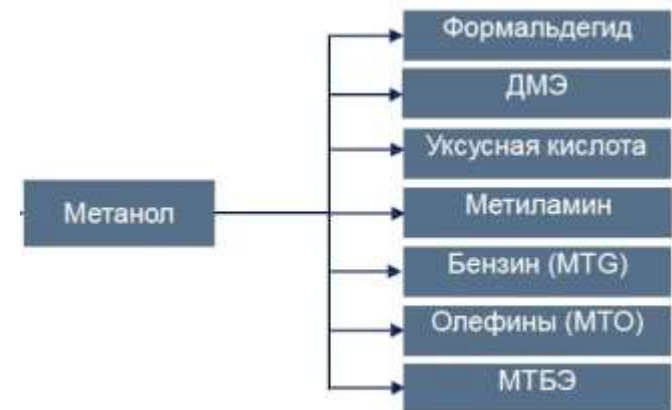 Формальдегид
ДМЭ
Уксусная кислота
Метанол
Метиламин
Бензин (MTG)
Олефины (MTO)
МТБЭ